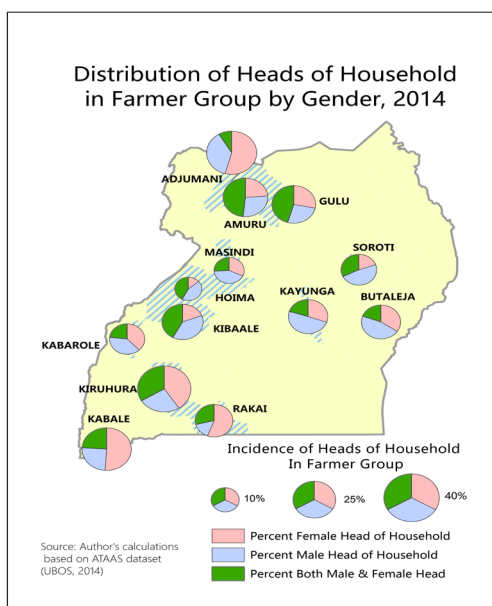 Distribution of Heads of Household
in Farmer Group by Gender, 2014
ADJUMANI
GULU
AMURU
MASINDI
SOROTI
HOIMA
KAYUNGA
BUTALEJA
KIBAALE
KABAROLE
KIRUHURA
RAKAI
KABALE
Incidence of Heads of Household
In Farmer Group
10%
25%
40%
Percent Female Head of Household
Percent Male Head of Household
Percent Both Male & Female Head
Source: Author's calculations
based on ATAAS dataset
(UBOS, 2014)